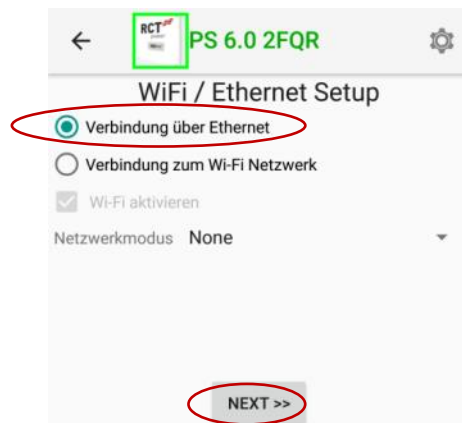 RCT
PS 6.0 2FQR
WiFi / Ethernet Setup
Verbindung über Ethernet
Verbindung zum Wi-Fi Netzwerk
Wi-Fi aktivieren
Netzwerkmodus None
NEXT >>